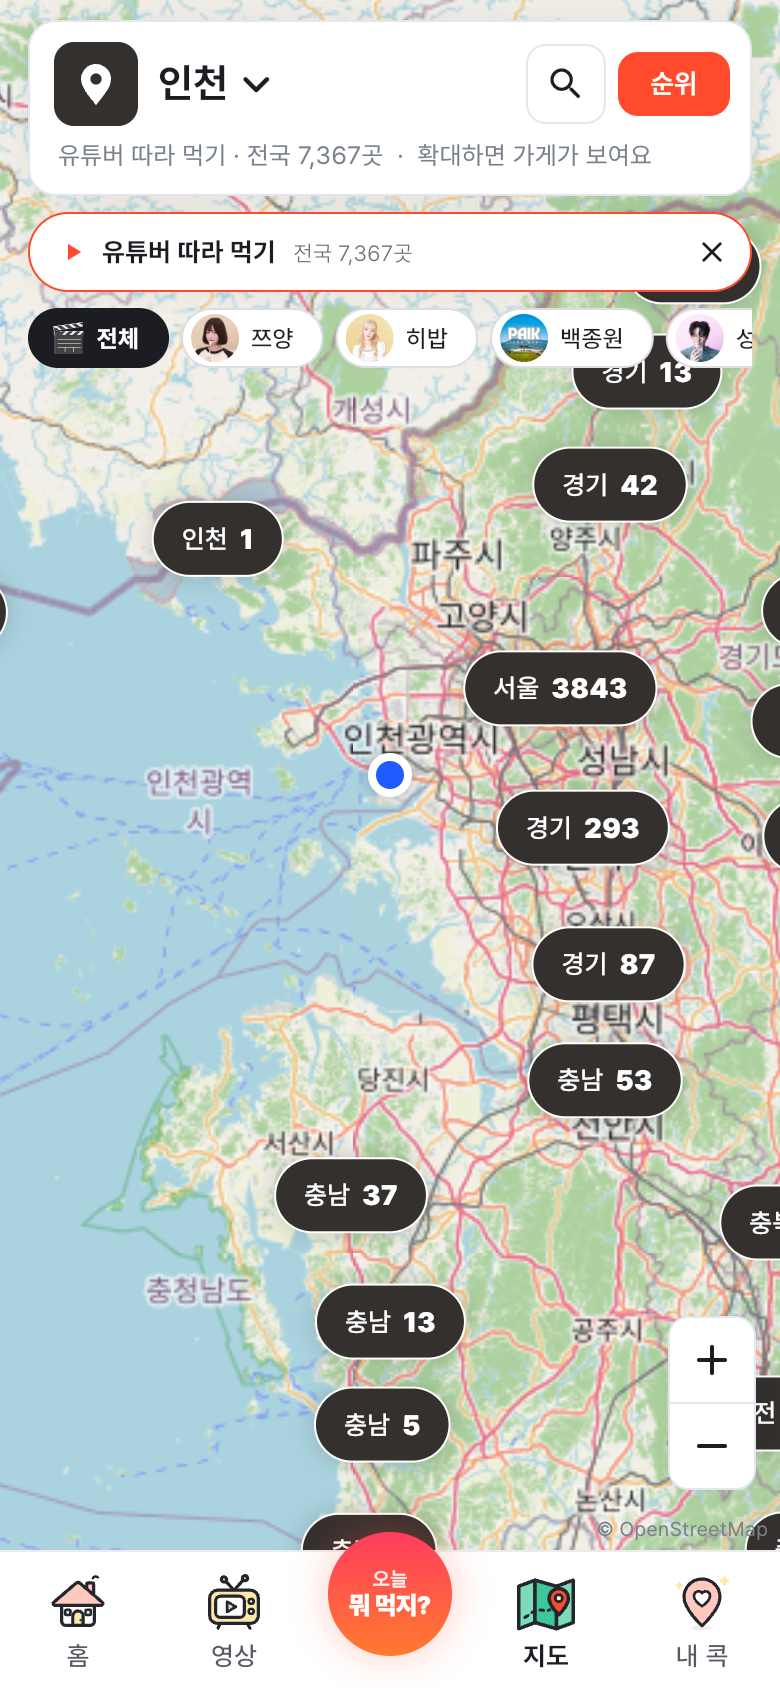 인천
순위
유튜버 따라 먹기 · 전국 7,367곳 · 확대하면 가게가 보여요
유튜버 따라 먹기 전국 7,367곳
전체
쯔양
히밥
PAIK
백종원
개성시
경기 13
경기 42
인천 1
양주시
파주시
고양시
서울 3843
인천광역시
성남시
인천광역
시
경기 293
오산시
경기 87
평택시
당진시
충남 53
천안시
서산시
충남 37
충청남도
충남 13
공주시
충남 5
논산시
© OpenStreetMap
오늘
뭐 먹지?
홈
영상
지도
내 콕